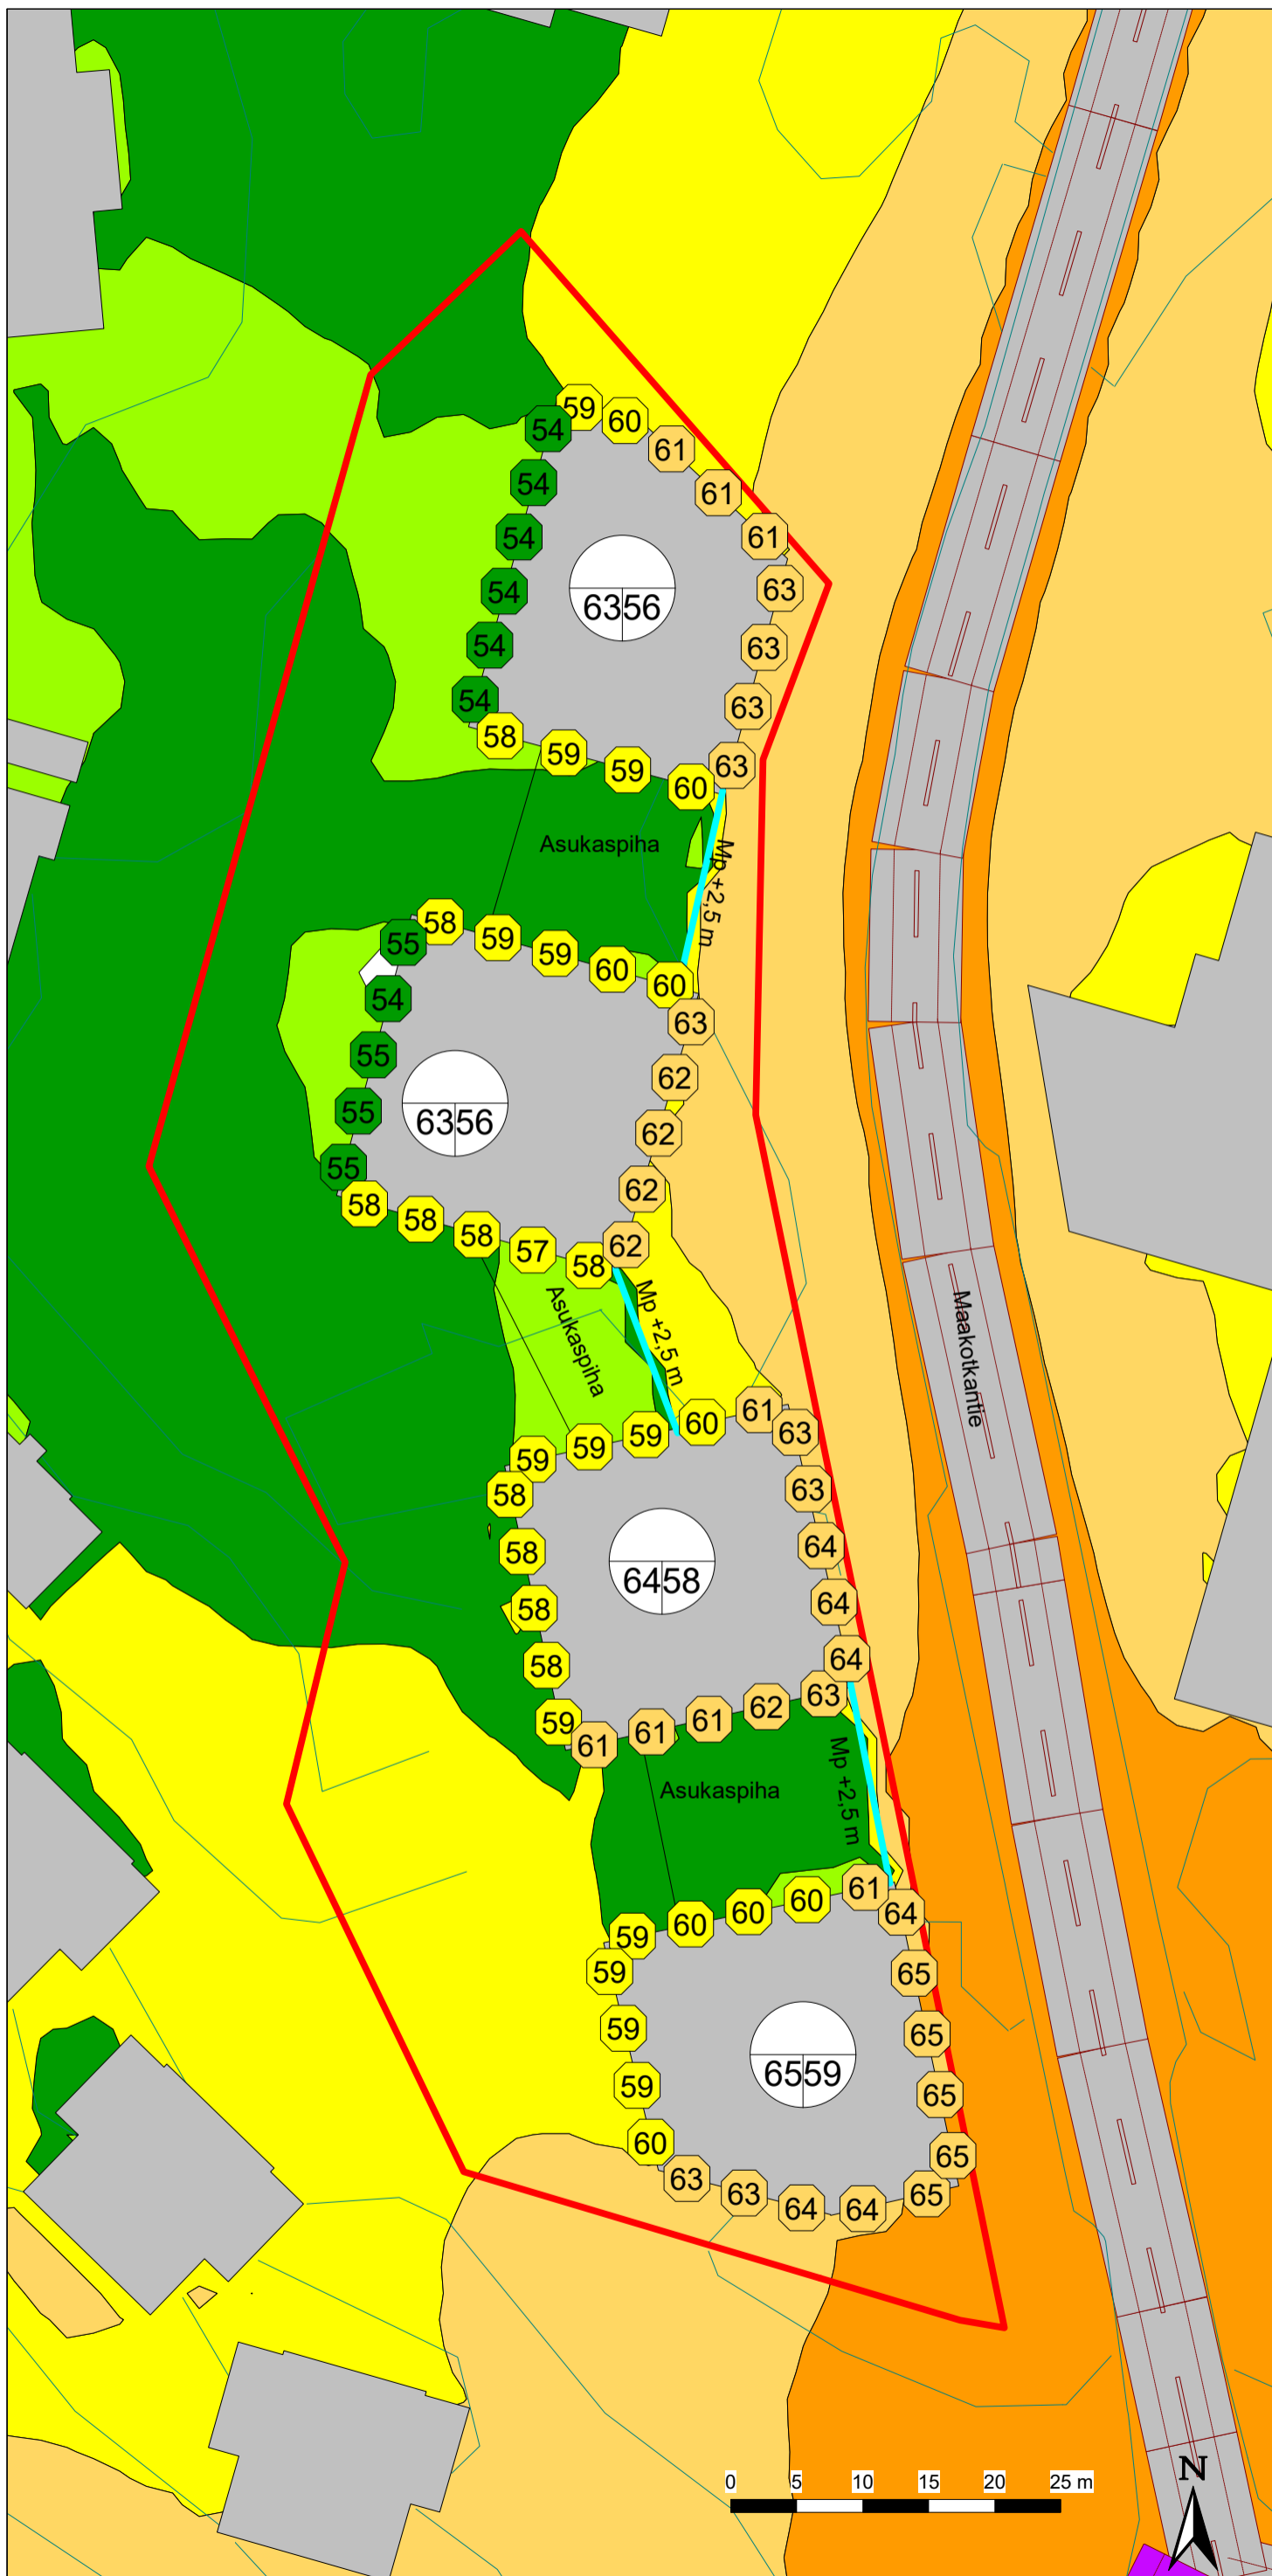 59
54 60
61
54 61
54 61
54 63
6356
54 63
54 63
58 59 59 60 63
Asukaspiha
Mp +2,5 m
58
55 59 59 60 60
54 63
55 62
55 6356 62
55 62
58 58 58 57 58 62
Asukaspiha
Mp +2,5 m
Maakotkantie
59 59 59 60 61 63
58 63
58 64
6458
58 64
58 64
59 61 61 61 62 63
Asukaspiha
Mp +2,5 m
59 60 60 60 61 64
59 65
59 65
6559
59 65
60 65
63 63 64 64 65
0 5 10 15 20 25 m
N